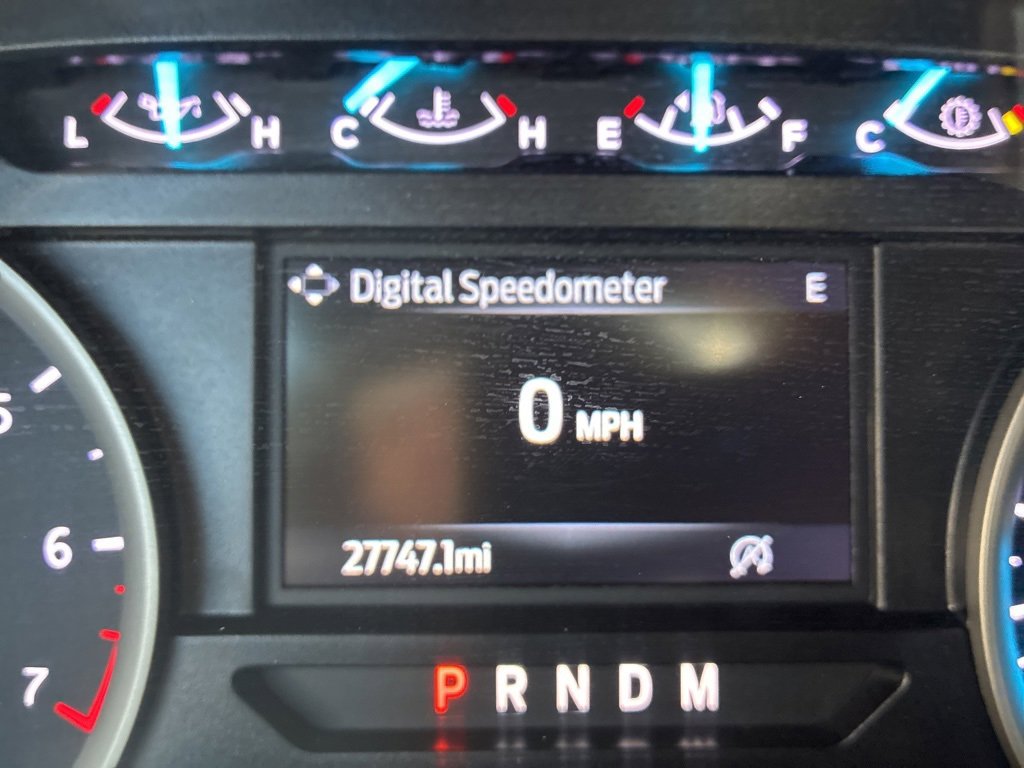 L H C H E F C
Digital Speedometer E
0 MPH
5
6
27747.1mi
7
P R N D M